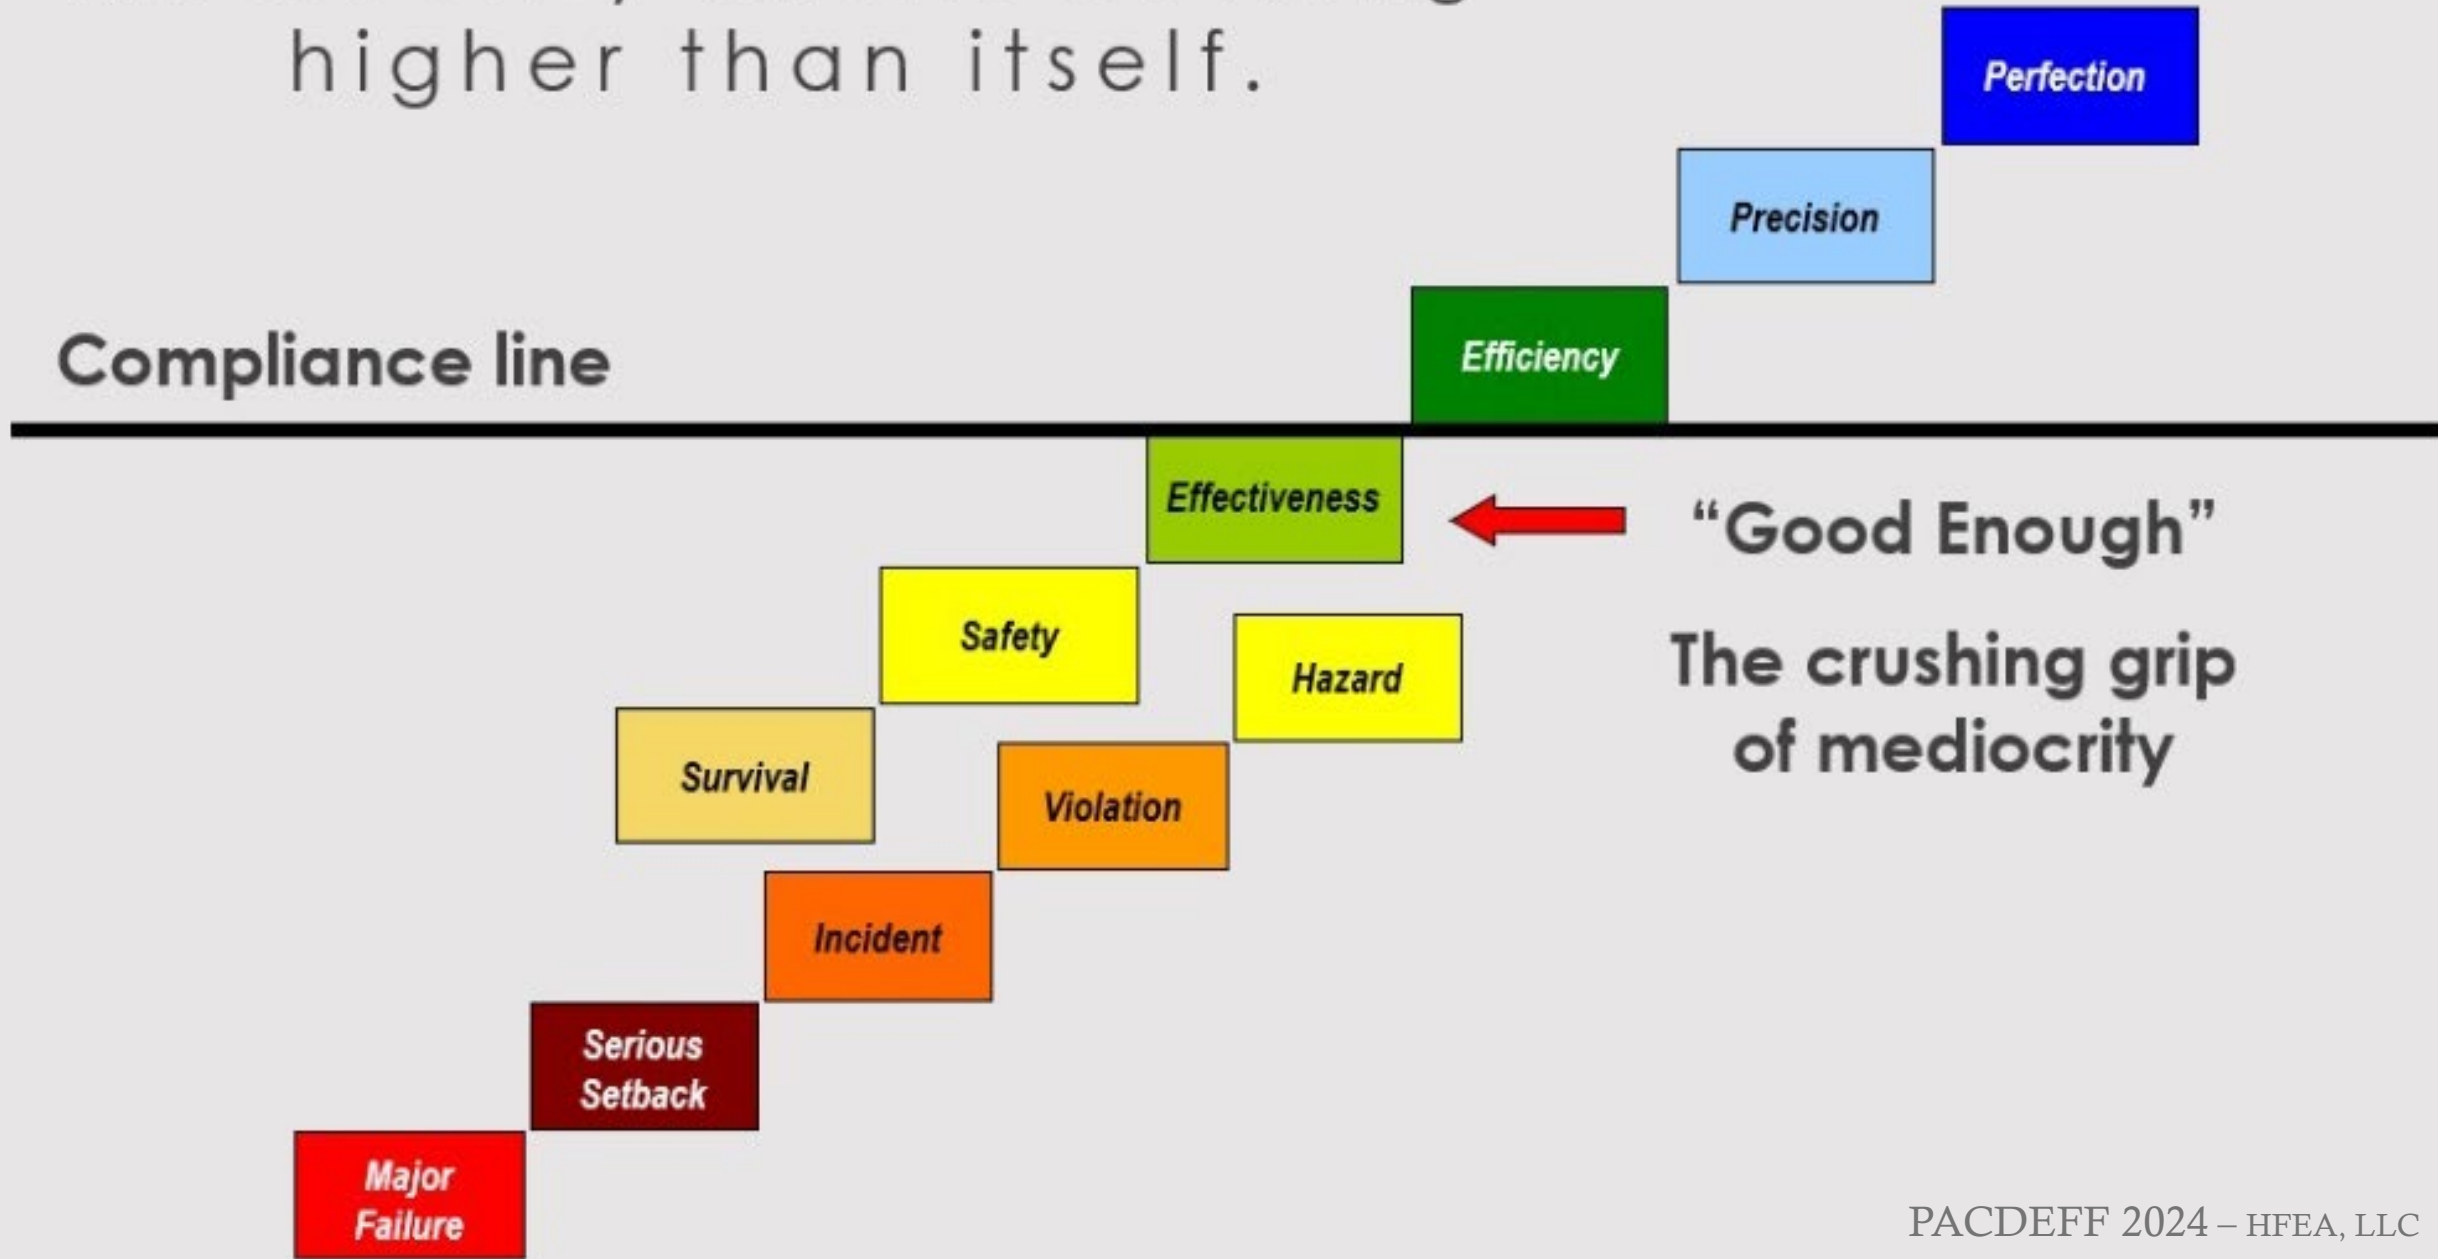 higher than itself.
Perfection
Precision
Efficiency
Compliance line
Effectiveness
“Good Enough”
Safety
Hazard
The crushing grip
of mediocrity
Survival
Violation
Incident
Serious
Setback
Major
Failure
PACDEFF 2024 – HFEA, LLC